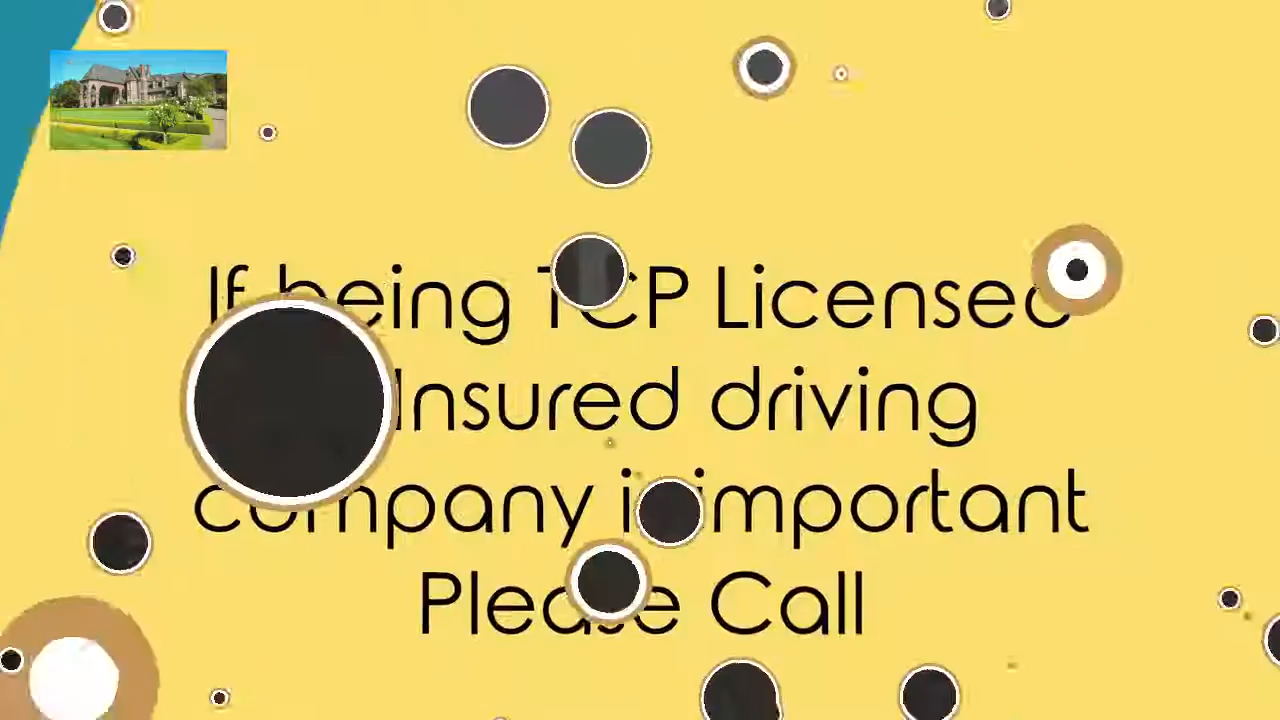 If being TCP Licensed
Insured driving
company is important
Please Call